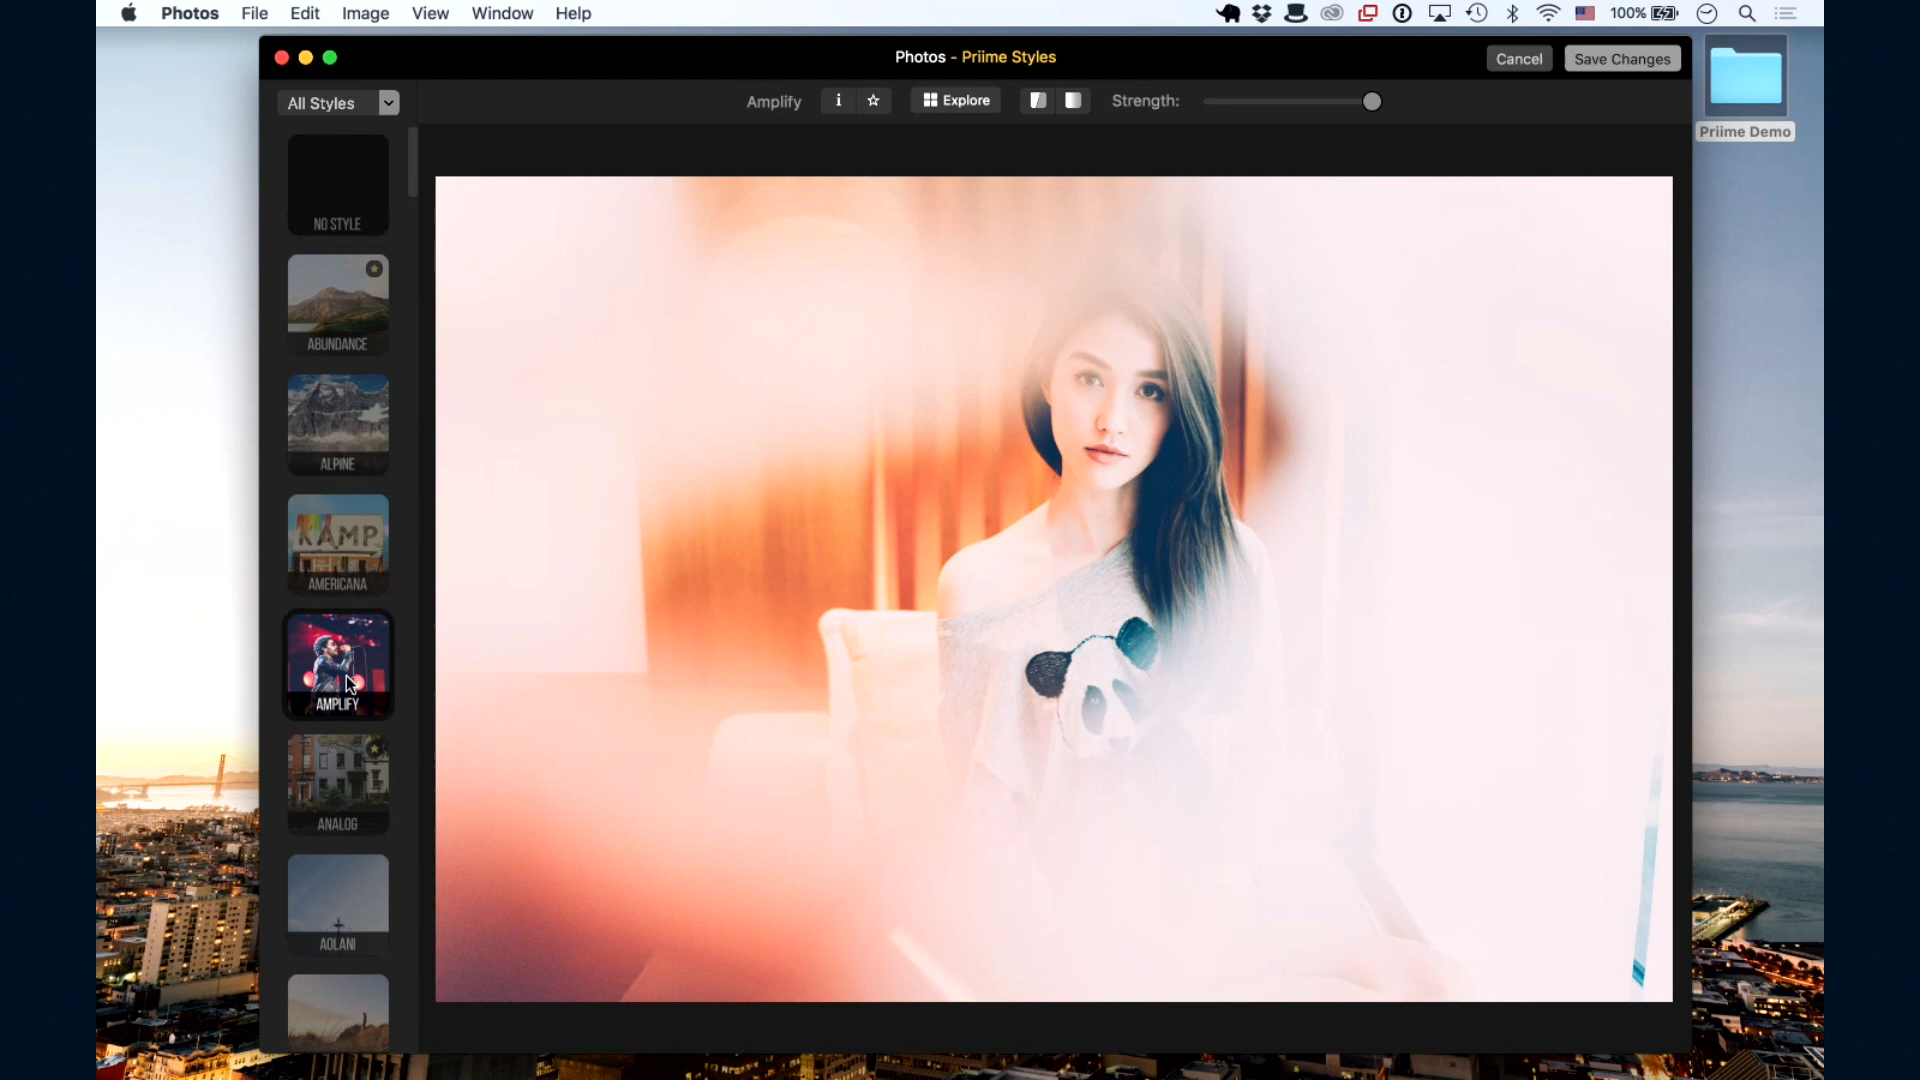 Photos File Edit Image View Window Help 100%
Photos - Priime Styles
Cancel Save Changes
All Styles
Amplify i Explore Strength:
Priime Demo
NO STYLE
ABUNDANCE
ALPINE
KAMP
AMERICANA
AMPLIFY
ANALOG
AOLANI